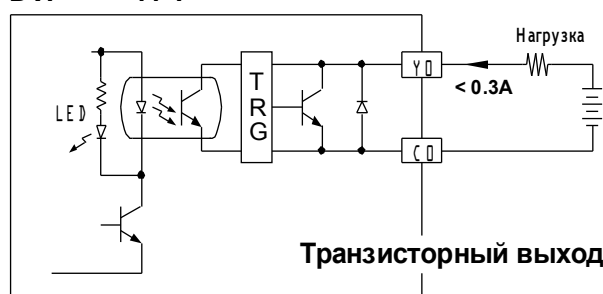 Нагрузка
Y0
< 0.3A
LED
T
R
G
C0
Транзисторный выход